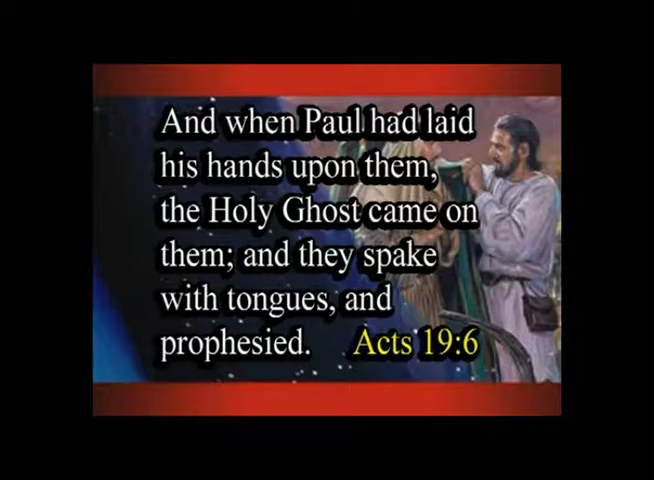 And when Paul had laid
his hands upon them,
the Holy Ghost came on
them; and they spake
with tongues, and
prophesied. Acts 19:6